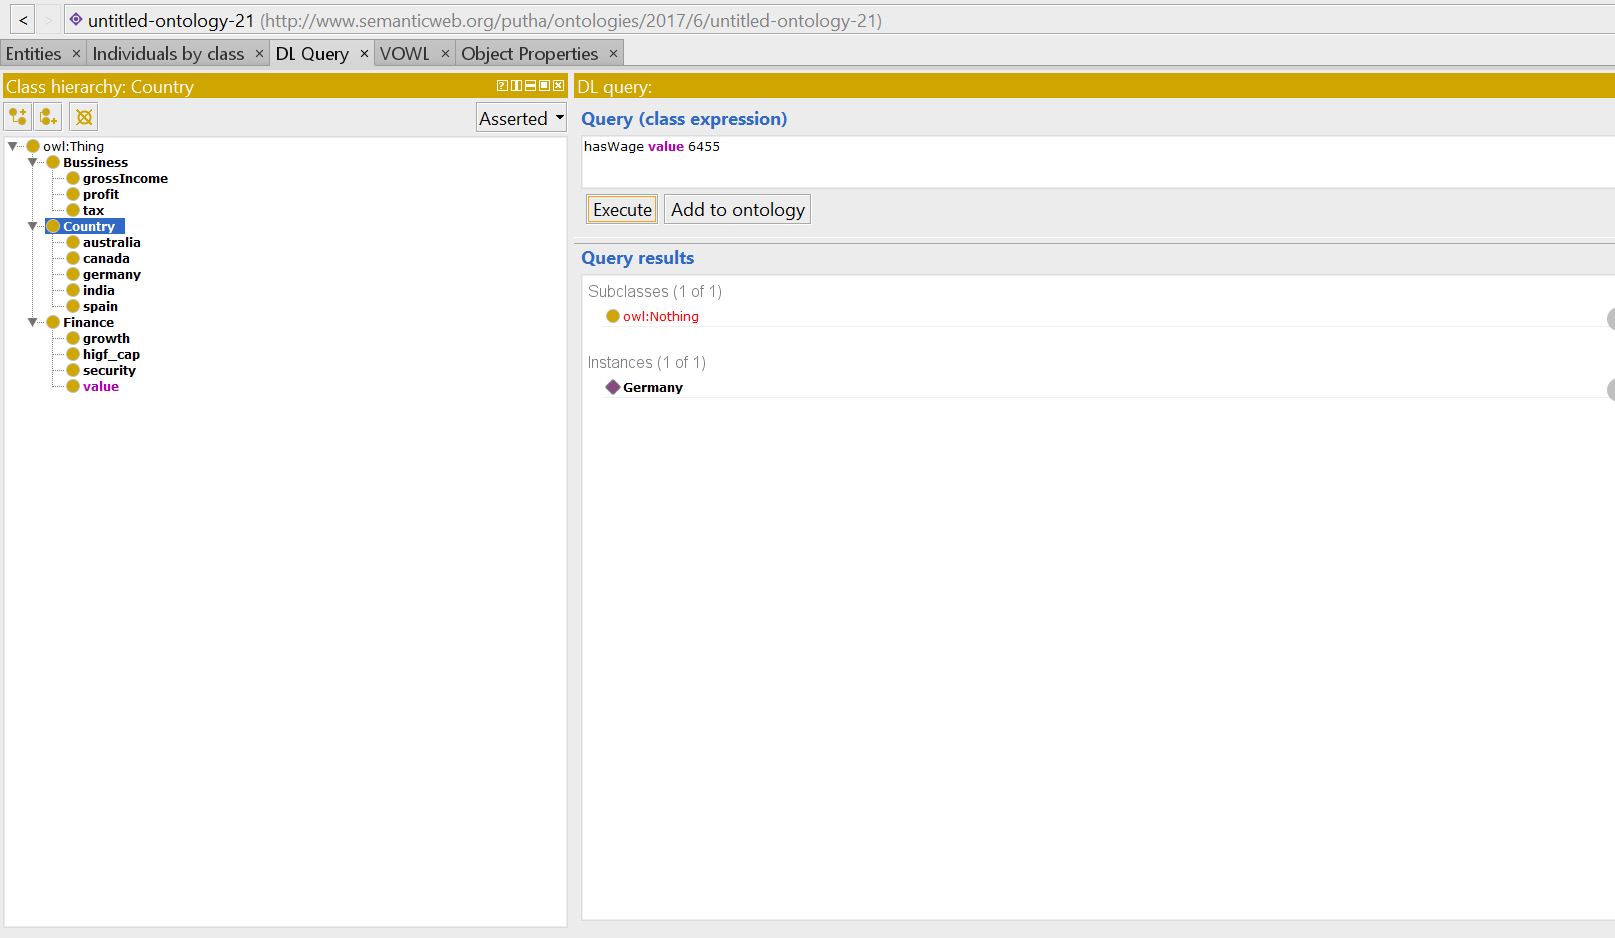 < > untitled-ontology-21 (http://www.semanticweb.org/putha/ontologies/2017/6/untitled-ontology-21)
Entities × Individuals by class × DL Query × VOWL × Object Properties ×
Class hierarchy: Country
Asserted
owl:Thing
Bussiness
grossIncome
profit
tax
Country
australia
canada
germany
india
spain
Finance
growth
higf_cap
security
value
DL query:
Query (class expression)
hasWage value 6455
Execute Add to ontology
Query results
Subclasses (1 of 1)
owl:Nothing
Instances (1 of 1)
Germany